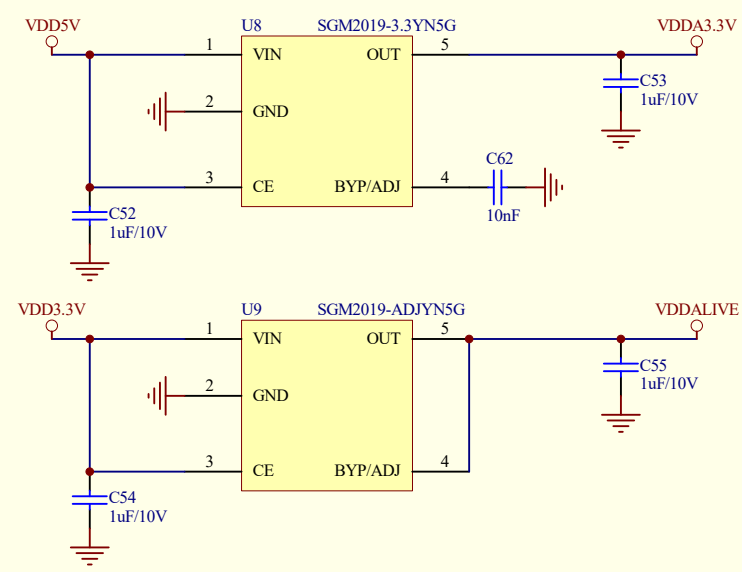 VDD5V
U8
SGM2019-3.3YN5G
VDDA3.3V
1
VIN
OUT
5
C53
1uF/10V
2
GND
C62
3
CE
BYP/ADJ
4
10nF
C52
1uF/10V
VDD3.3V
U9
SGM2019-ADJYN5G
VDDALIVE
1
VIN
OUT
5
C55
1uF/10V
2
GND
3
CE
BYP/ADJ
4
C54
1uF/10V